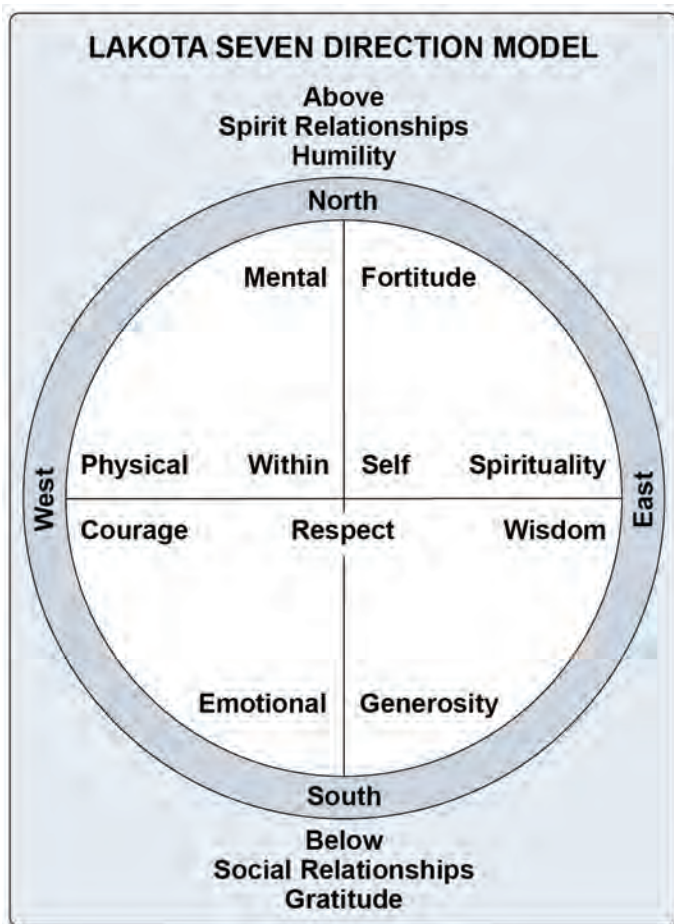 LAKOTA SEVEN DIRECTION MODEL
Above
Spirit Relationships
Humility
North
Mental Fortitude
Physical Within Self Spirituality
West
East
Courage Respect Wisdom
Emotional Generosity
South
Below
Social Relationships
Gratitude